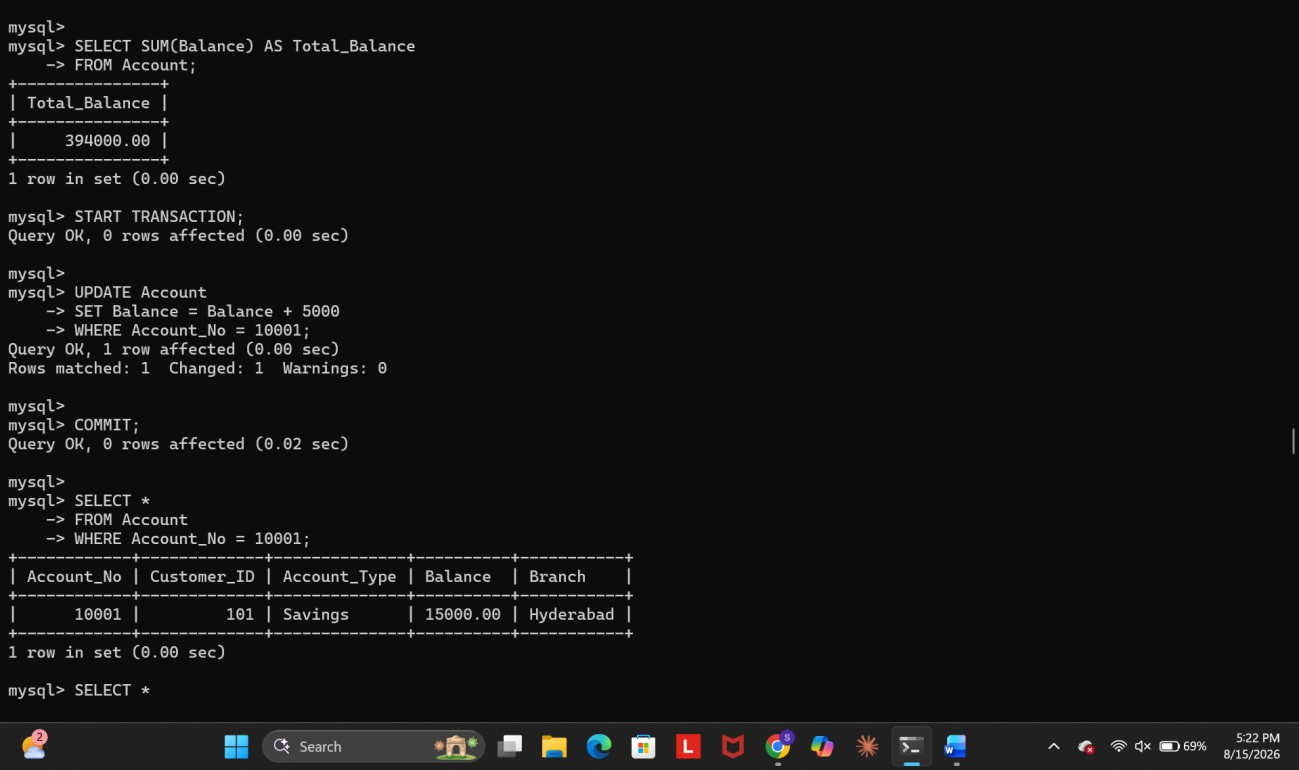 mysql>
mysql> SELECT SUM(Balance) AS Total_Balance
    -> FROM Account;
+---------------+
| Total_Balance |
+---------------+
|     394000.00 |
+---------------+
1 row in set (0.00 sec)

mysql> START TRANSACTION;
Query OK, 0 rows affected (0.00 sec)

mysql>
mysql> UPDATE Account
    -> SET Balance = Balance + 5000
    -> WHERE Account_No = 10001;
Query OK, 1 row affected (0.00 sec)
Rows matched: 1  Changed: 1  Warnings: 0

mysql>
mysql> COMMIT;
Query OK, 0 rows affected (0.02 sec)

mysql>
mysql> SELECT *
    -> FROM Account
    -> WHERE Account_No = 10001;
+------------+-------------+--------------+----------+-----------+
| Account_No | Customer_ID | Account_Type | Balance  | Branch    |
+------------+-------------+--------------+----------+-----------+
|      10001 |         101 | Savings      | 15000.00 | Hyderabad |
+------------+-------------+--------------+----------+-----------+
1 row in set (0.00 sec)

mysql> SELECT *
2
Search
L
S
W
69%
5:22 PM
8/15/2026